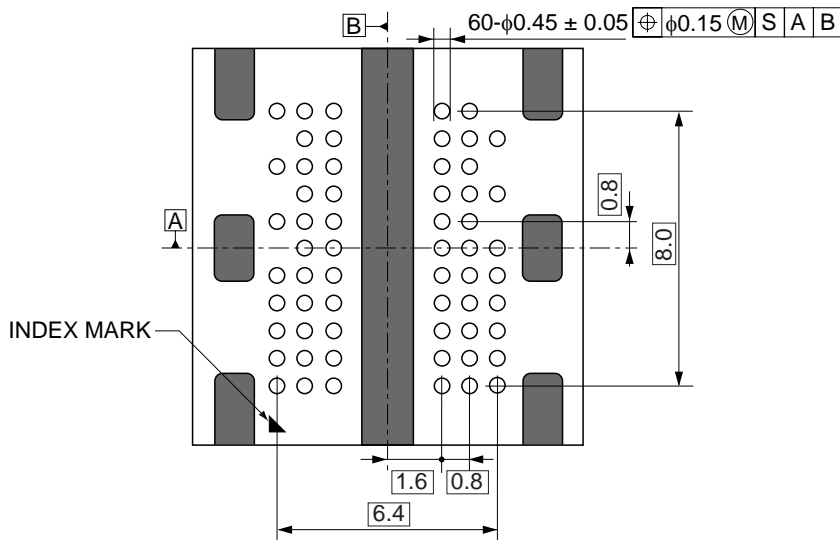 B
60-ϕ0.45 ± 0.05 ⌖ ϕ0.15 Ⓜ S A B
0.8
A
8.0
INDEX MARK
1.6 0.8
6.4